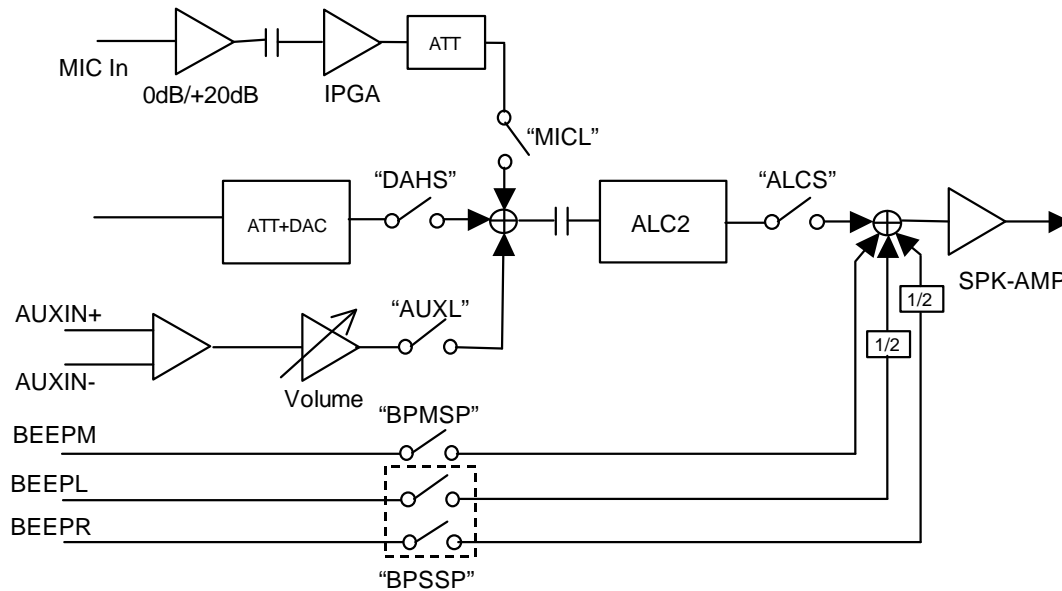 MIC In
0dB/+20dB
IPGA
ATT
“MICL”
“DAHS”
ATT+DAC
ALC2
“ALCS”
SPK-AMP
1/2
1/2
AUXIN+
AUXIN-
Volume
“AUXL”
“BPMSP”
BEEPM
BEEPL
BEEPR
“BPSSP”